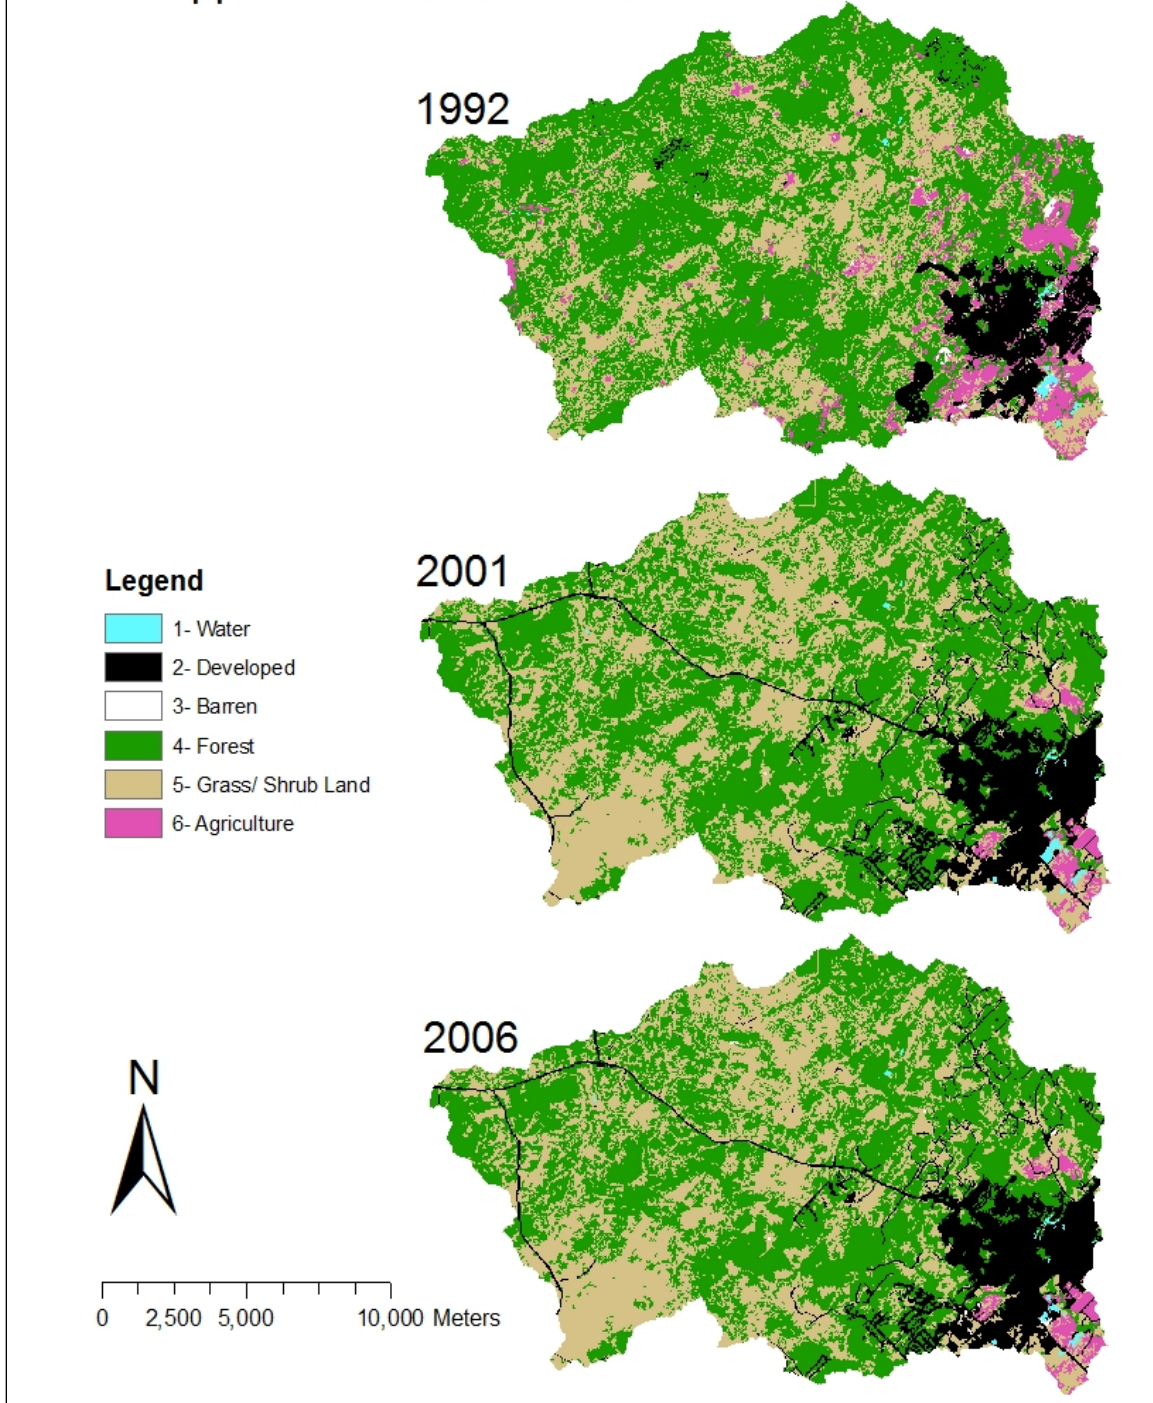 1992
2001
Legend
1- Water
2- Developed
3- Barren
4- Forest
5- Grass/ Shrub Land
6- Agriculture
2006
N
0 2,500 5,000 10,000 Meters